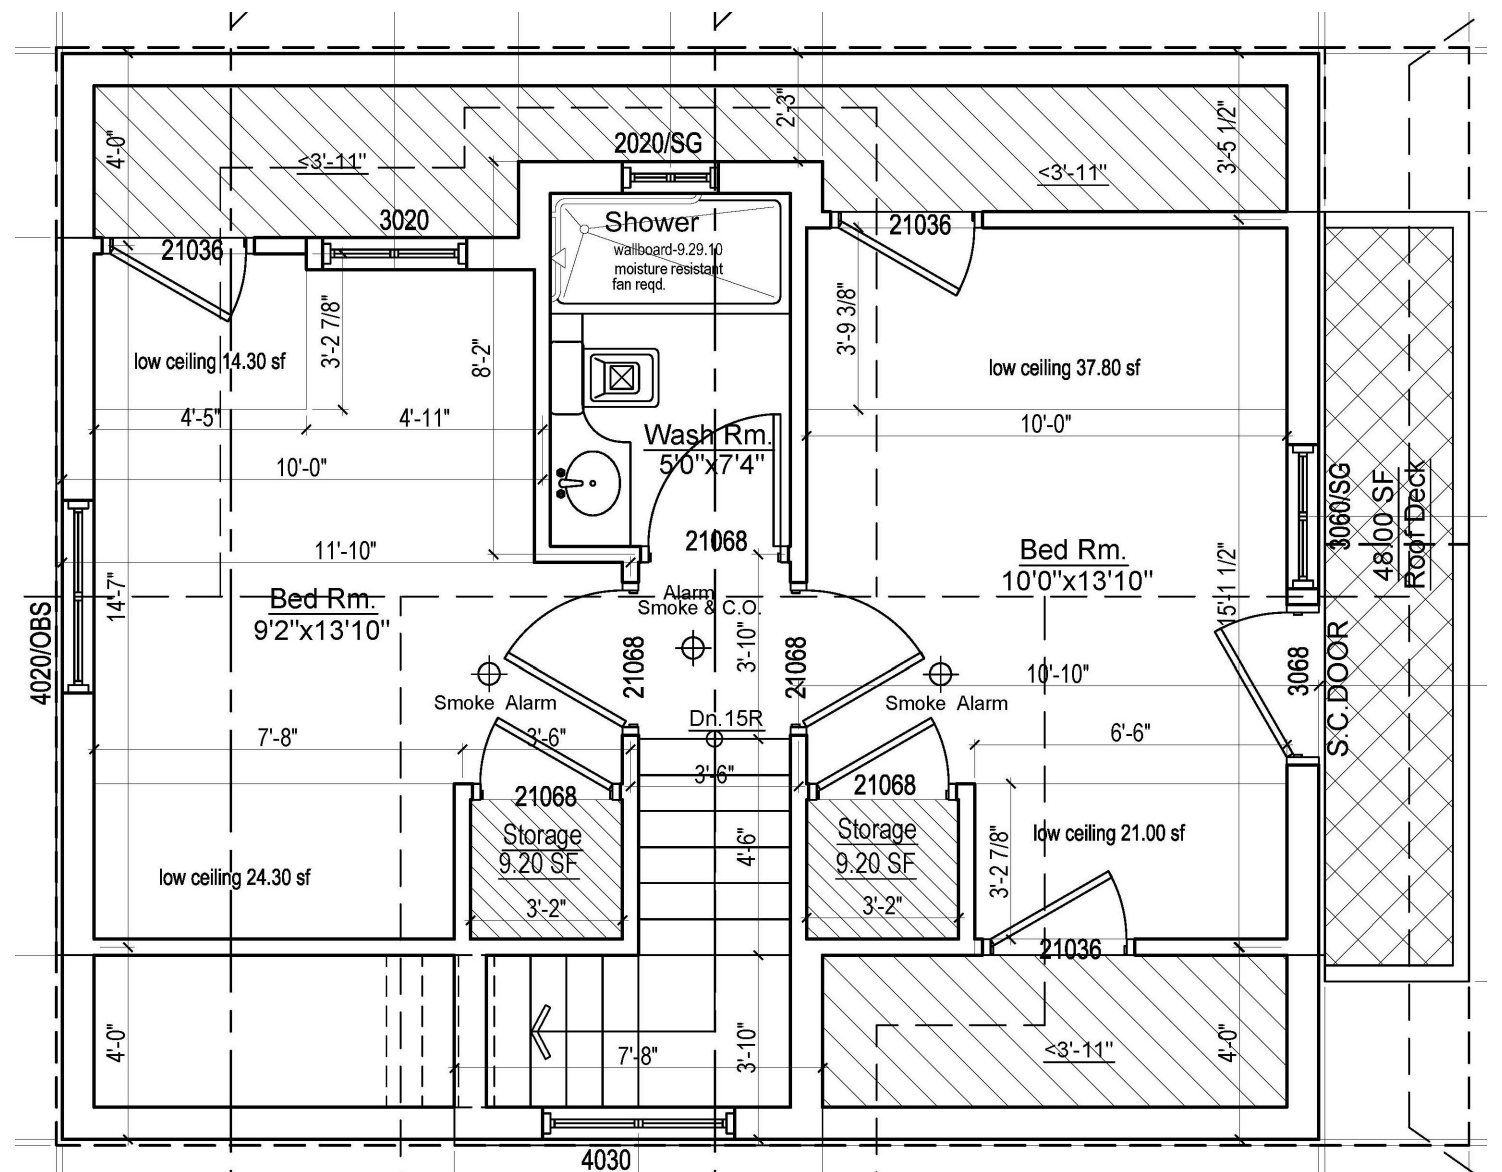 2020/SG
2'-3"
4'-0"
<3'-11"
3'-5 1/2"
<3'-11"
3020
21036
21036
Shower
wallboard-9.29.10
moisture resistant
fan reqd.
3'-2 7/8"
8'-2"
3'-9 3/8"
low ceiling 14.30 sf
low ceiling 37.80 sf
4'-5"
4'-11"
10'-0"
Wash Rm.
5'0"x7'4"
10'-0"
3060/SG
48.00 SF
Roof Deck
11'-10"
21068
14'-7"
Bed Rm.
9'2"x13'10"
Alarm
Smoke & C.O.
Bed Rm.
10'0"x13'10"
15'-1 1/2"
4020/OBS
21068
3'-10"
21068
10'-10"
3068
S.C.DOOR
Smoke Alarm
Smoke Alarm
Dn.15R
7'-8"
3'-6"
6'-6"
3'-6"
21068
21068
Storage
9.20 SF
4'-6"
Storage
9.20 SF
3'-2 7/8"
low ceiling 21.00 sf
low ceiling 24.30 sf
3'-2"
3'-2"
21036
4'-0"
7'-8"
3'-10"
<3'-11"
4'-0"
4030